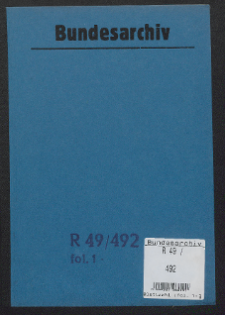 Bundesarchiv
R 49/492
fol. 1
Bundesarchiv
R 49 /
492